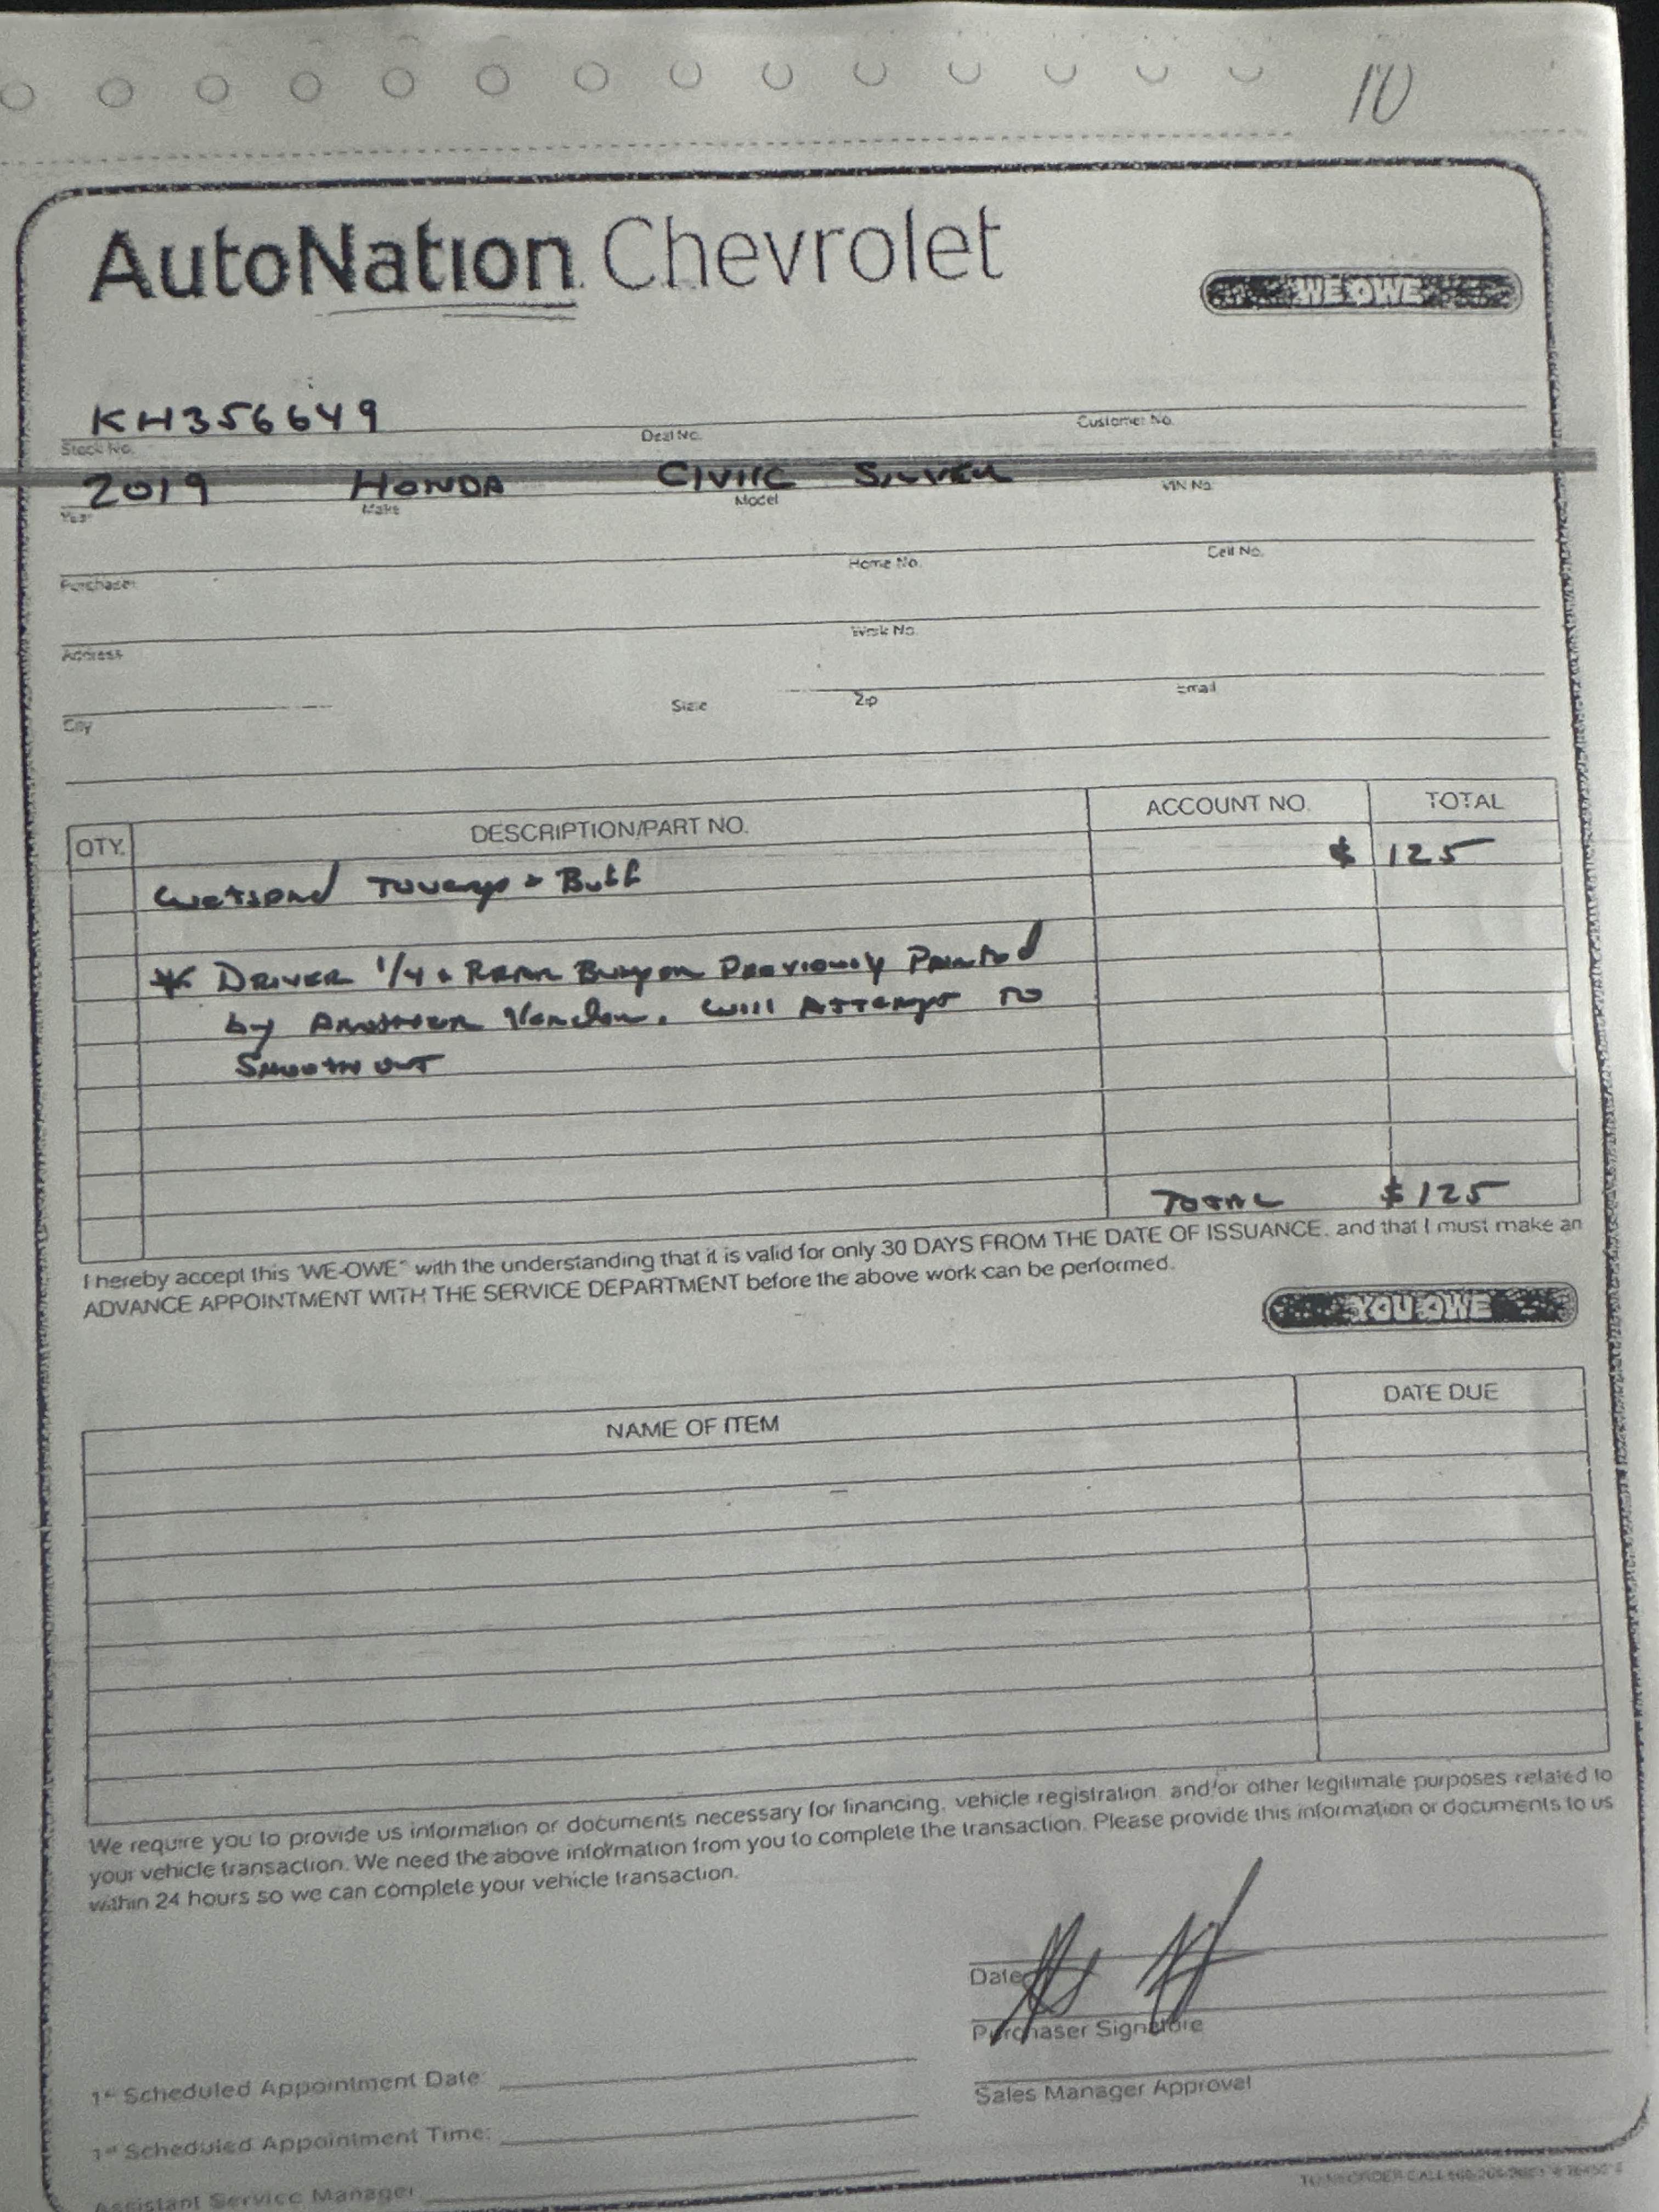 10
AutoNation Chevrolet
WE OWE
KH356649
Stock No. Deal No. Customer No.
2019 HONDA CIVIC SILVER
Year Make Model VIN No.
Purchaser Home No. Cell No.
Address Work No.
City State Zip Email
QTY. DESCRIPTION/PART NO. ACCOUNT NO. TOTAL
Wetsand Touchups & Buff $ 125
* DRIVER 1/4 & REAR Bumper Previously Painted
by ANOTHER Vendor. Will Attempt TO
SMOOTH OUT
TOTAL $125
I hereby accept this "WE-OWE" with the understanding that it is valid for only 30 DAYS FROM THE DATE OF ISSUANCE, and that I must make an
ADVANCE APPOINTMENT WITH THE SERVICE DEPARTMENT before the above work can be performed.
YOU OWE
NAME OF ITEM DATE DUE
We require you to provide us information or documents necessary for financing, vehicle registration and/or other legitimate purposes related to
your vehicle transaction. We need the above information from you to complete the transaction. Please provide this information or documents to us
within 24 hours so we can complete your vehicle transaction.
Date
Purchaser Signature
1st Scheduled Appointment Date:
Sales Manager Approval
1st Scheduled Appointment Time:
Assistant Service Manager
TO REORDER CALL